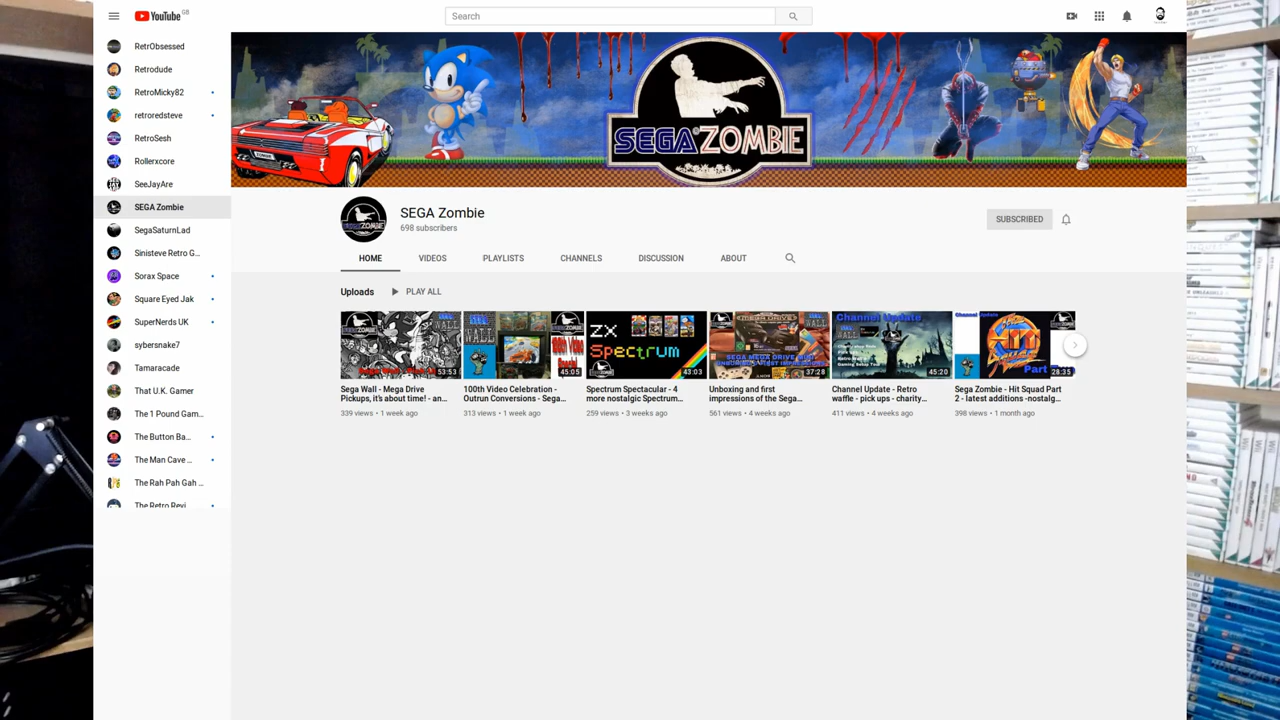 YouTube GB
Search
RetrObsessed
Retrodude
RetroMicky82
retroredsteve
RetroSesh
Rollerxcore
SeeJayAre
SEGA Zombie
SegaSaturnLad
Sinisteve Retro G...
Sorax Space
Square Eyed Jak
SuperNerds UK
sybersnake7
Tamaracade
That U.K. Gamer
The 1 Pound Gam...
The Button Ba...
The Man Cave ...
The Rah Pah Gah ...
The Retro Revi
SEGA ZOMBIE
SEGA Zombie
698 subscribers
SUBSCRIBED
HOME VIDEOS PLAYLISTS CHANNELS DISCUSSION ABOUT
Uploads PLAY ALL
53:53
45:05
ZX Spectrum
43:03
37:28
Channel Update
45:20
Channel Update
Part
28:35
Sega Wall - Mega Drive
Pickups, it's about time! - an...
339 views • 1 week ago
100th Video Celebration -
Outrun Conversions - Sega...
313 views • 1 week ago
Spectrum Spectacular - 4
more nostalgic Spectrum...
259 views • 3 weeks ago
Unboxing and first
impressions of the Sega...
561 views • 4 weeks ago
Channel Update - Retro
waffle - pick ups - charity...
411 views • 4 weeks ago
Sega Zombie - Hit Squad Part
2 - latest additions -nostalg...
398 views • 1 month ago